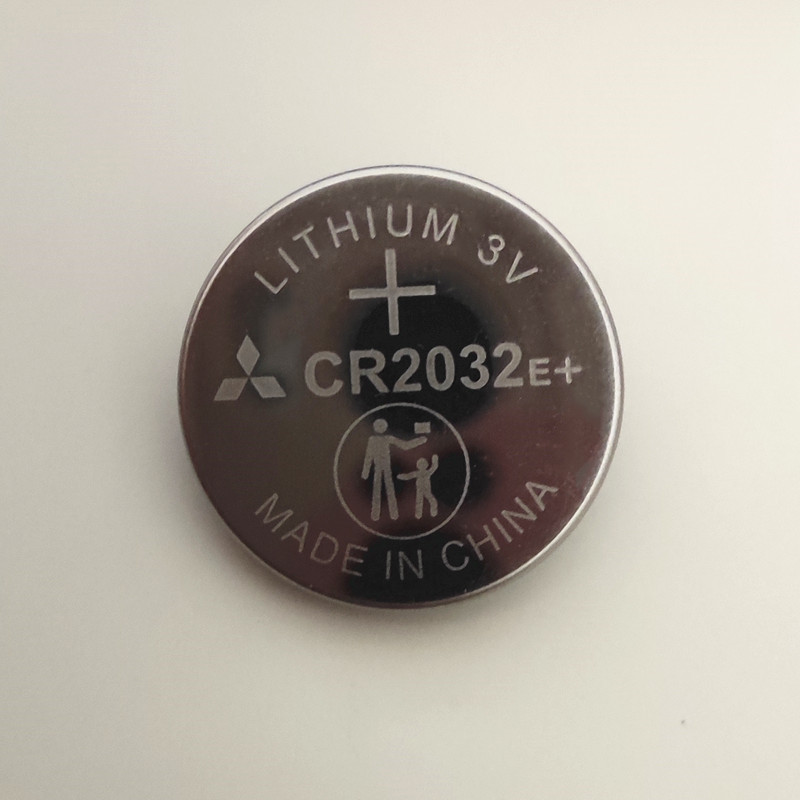 LITHIUM 3V
+
CR2032E+
MADE IN CHINA